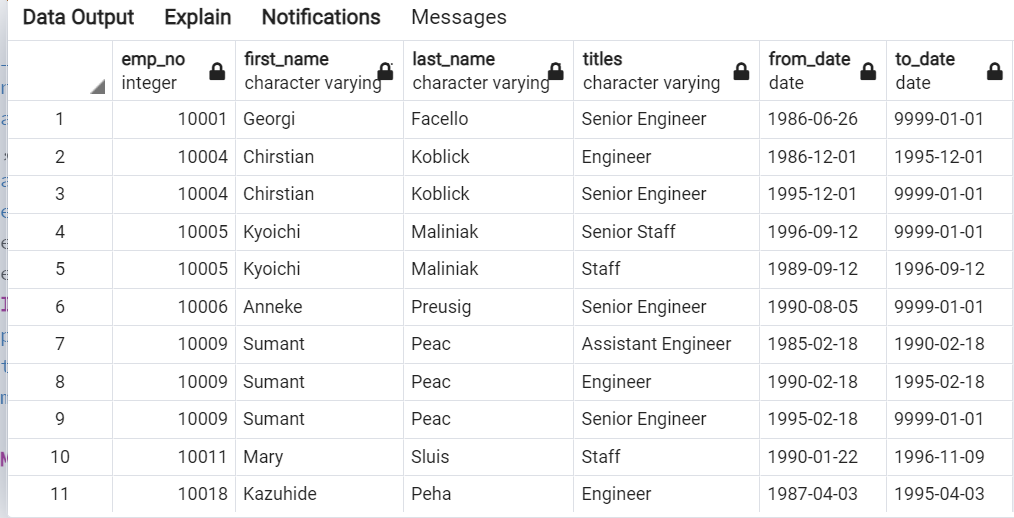 Data Output Explain Notifications Messages
emp_no first_name last_name titles from_date to_date
integer character varying character varying character varying date date
1 10001 Georgi Facello Senior Engineer 1986-06-26 9999-01-01
2 10004 Chirstian Koblick Engineer 1986-12-01 1995-12-01
3 10004 Chirstian Koblick Senior Engineer 1995-12-01 9999-01-01
4 10005 Kyoichi Maliniak Senior Staff 1996-09-12 9999-01-01
5 10005 Kyoichi Maliniak Staff 1989-09-12 1996-09-12
6 10006 Anneke Preusig Senior Engineer 1990-08-05 9999-01-01
7 10009 Sumant Peac Assistant Engineer 1985-02-18 1990-02-18
8 10009 Sumant Peac Engineer 1990-02-18 1995-02-18
9 10009 Sumant Peac Senior Engineer 1995-02-18 9999-01-01
10 10011 Mary Sluis Staff 1990-01-22 1996-11-09
11 10018 Kazuhide Peha Engineer 1987-04-03 1995-04-03